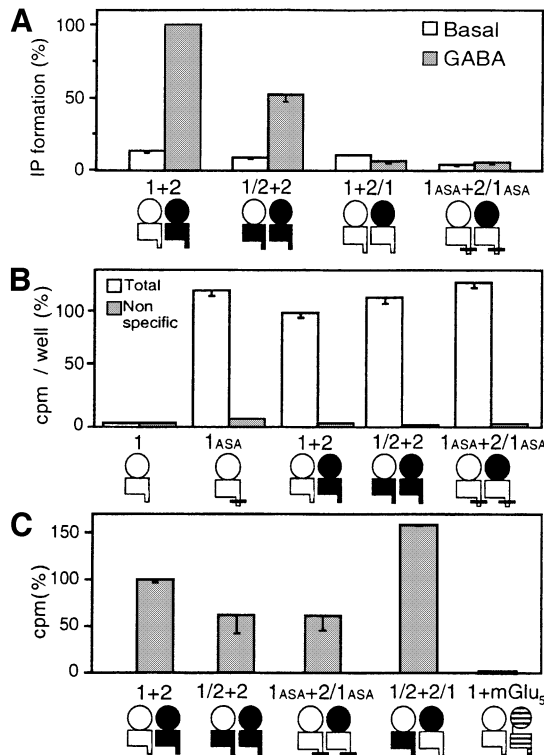 A
IP formation (%)
100
50
0
Basal
GABA
1+2 1/2+2 1+2/1 1ASA+2/1ASA
B
cpm / well (%)
100
50
0
Total
Non specific
1 1ASA 1+2 1/2+2 1ASA+2/1ASA
C
cpm(%)
150
100
50
0
1+2 1/2+2 1ASA+2/1ASA 1/2+2/1 1+mGlu5